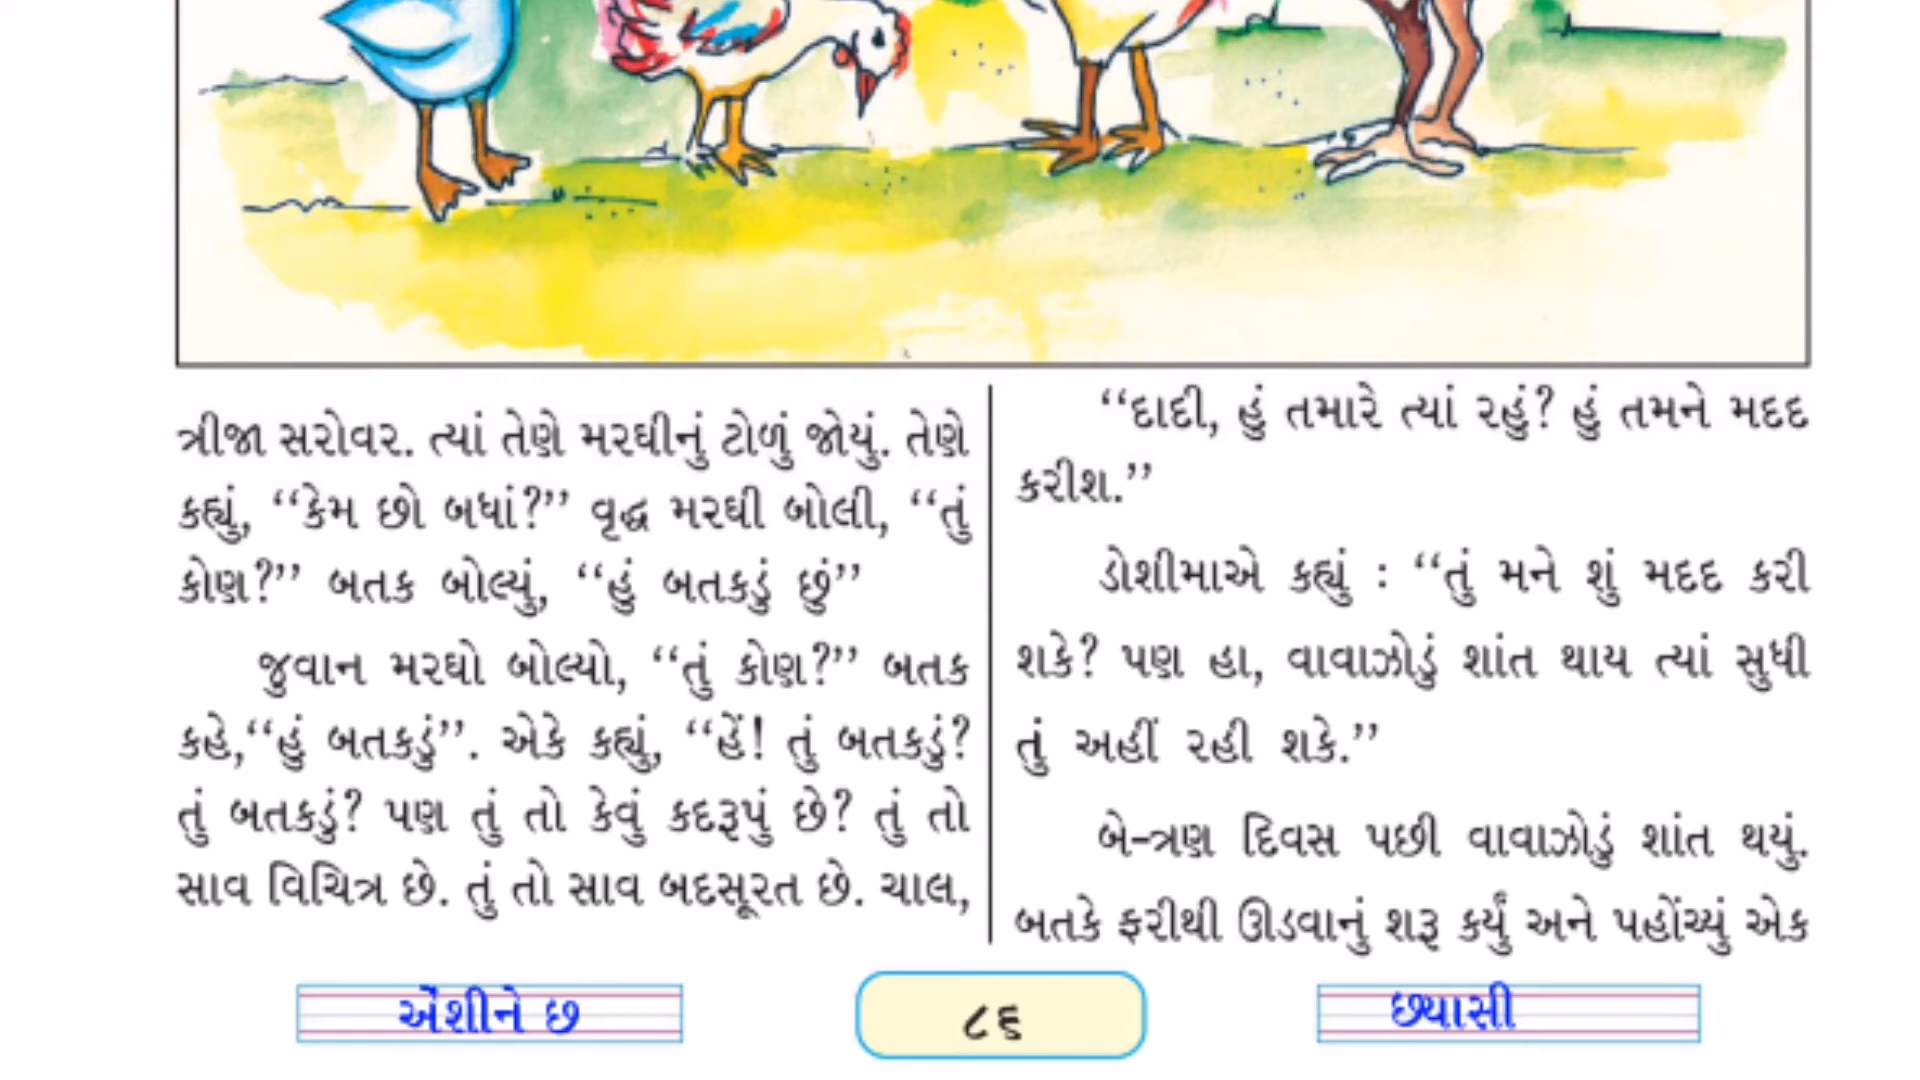 ત્રીજા સરોવર. ત્યાં તેણે મરઘીનું ટોળું જોયું. તેણે
કહ્યું, “કેમ છો બધાં?” વૃદ્ધ મરઘી બોલી, “તું
કોણ?” બતક બોલ્યું, “હું બતકડું છું”
જુવાન મરઘો બોલ્યો, “તું કોણ?” બતક
કહે,“હું બતકડું”. એકે કહ્યું, “હેં! તું બતકડું?
તું બતકડું? પણ તું તો કેવું કદરૂપું છે? તું તો
સાવ વિચિત્ર છે. તું તો સાવ બદસૂરત છે. ચાલ,
“દાદી, હું તમારે ત્યાં રહું? હું તમને મદદ
કરીશ.”
ડોશીમાએ કહ્યું : “તું મને શું મદદ કરી
શકે? પણ હા, વાવાઝોડું શાંત થાય ત્યાં સુધી
તું અહીં રહી શકે.”
બે-ત્રણ દિવસ પછી વાવાઝોડું શાંત થયું.
બતકે ફરીથી ઊડવાનું શરૂ કર્યું અને પહોંચ્યું એક
એંશીને છ
૮૬
છ્યાસી